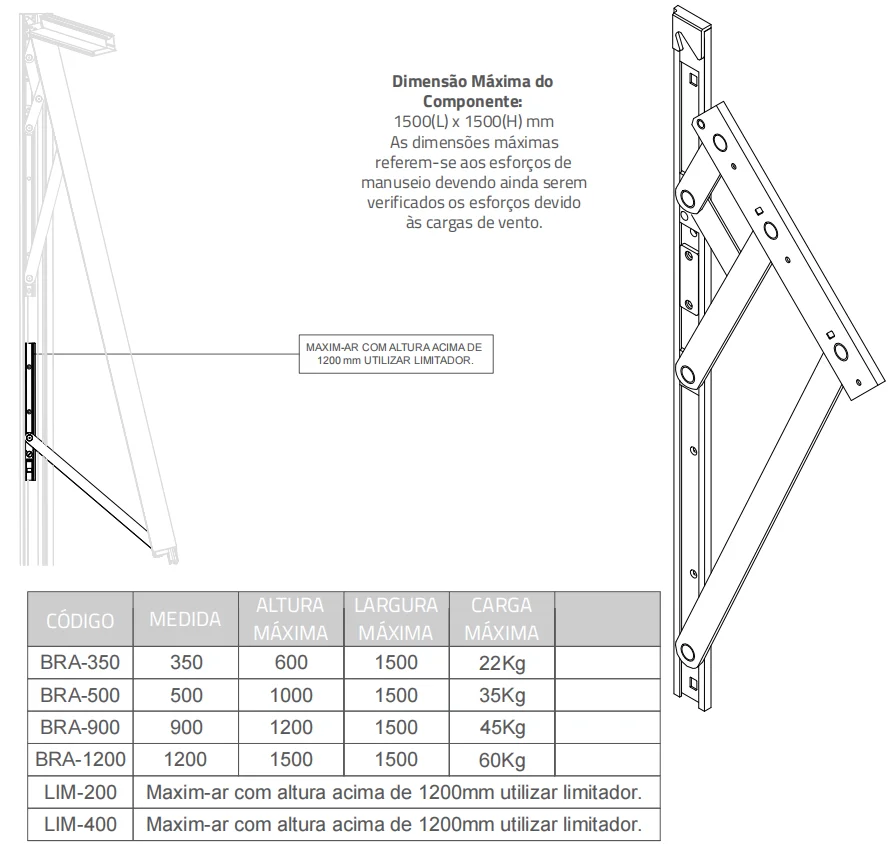 Dimensão Máxima do
Componente:
1500(L) x 1500(H) mm
As dimensões máximas
referem-se aos esforços de
manuseio devendo ainda serem
verificados os esforços devido
às cargas de vento.
MAXIM-AR COM ALTURA ACIMA DE
1200 mm UTILIZAR LIMITADOR.
CÓDIGO MEDIDA ALTURA MÁXIMA LARGURA MÁXIMA CARGA MÁXIMA
BRA-350 350 600 1500 22Kg
BRA-500 500 1000 1500 35Kg
BRA-900 900 1200 1500 45Kg
BRA-1200 1200 1500 1500 60Kg
LIM-200 Maxim-ar com altura acima de 1200mm utilizar limitador.
LIM-400 Maxim-ar com altura acima de 1200mm utilizar limitador.